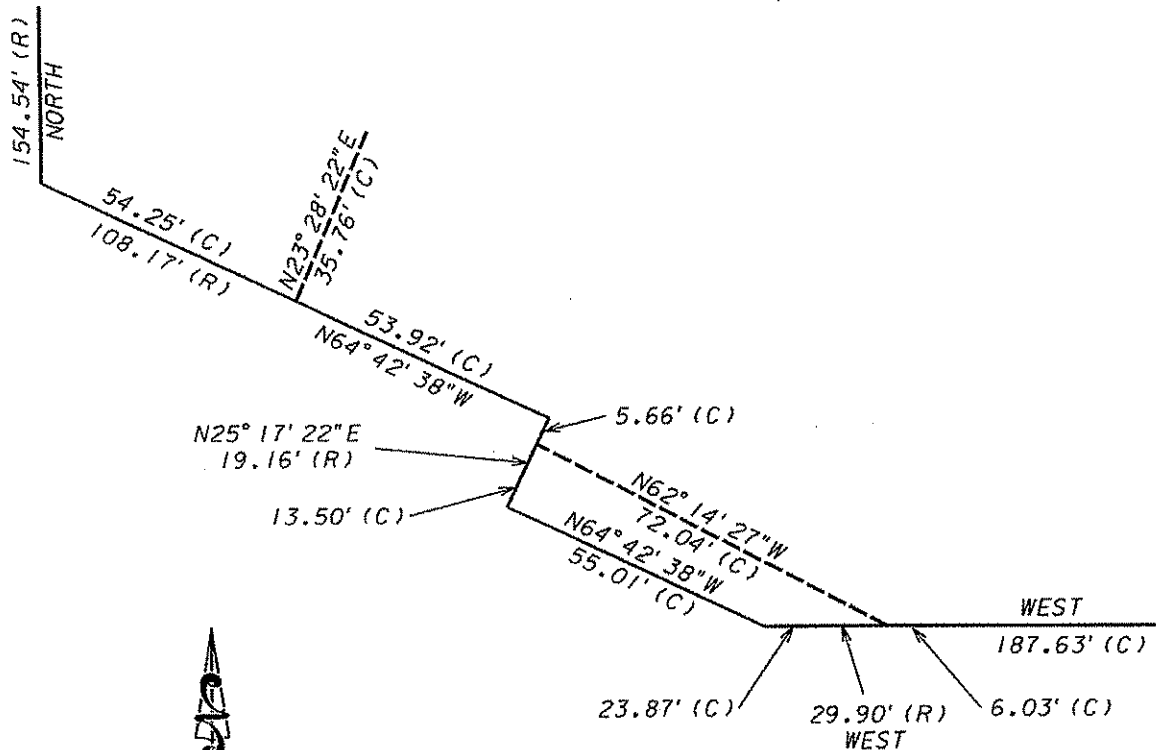 154.54' (R)
NORTH
54.25' (C)
108.17' (R)
N23° 28' 22"E
35.76' (C)
53.92' (C)
N64° 42' 38"W
5.66' (C)
N25° 17' 22"E
19.16' (R)
13.50' (C)
N62° 14' 27"W
72.04' (C)
N64° 42' 38"W
55.01' (C)
WEST
187.63' (C)
23.87' (C)
29.90' (R)
WEST
6.03' (C)